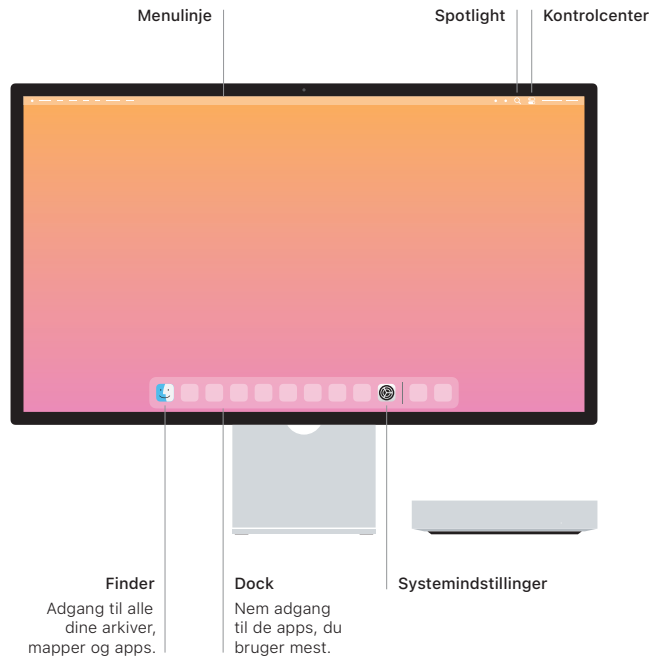 Menulinje
Spotlight
Kontrolcenter
Finder
Adgang til alle
dine arkiver,
mapper og apps.
Dock
Nem adgang
til de apps, du
bruger mest.
Systemindstillinger